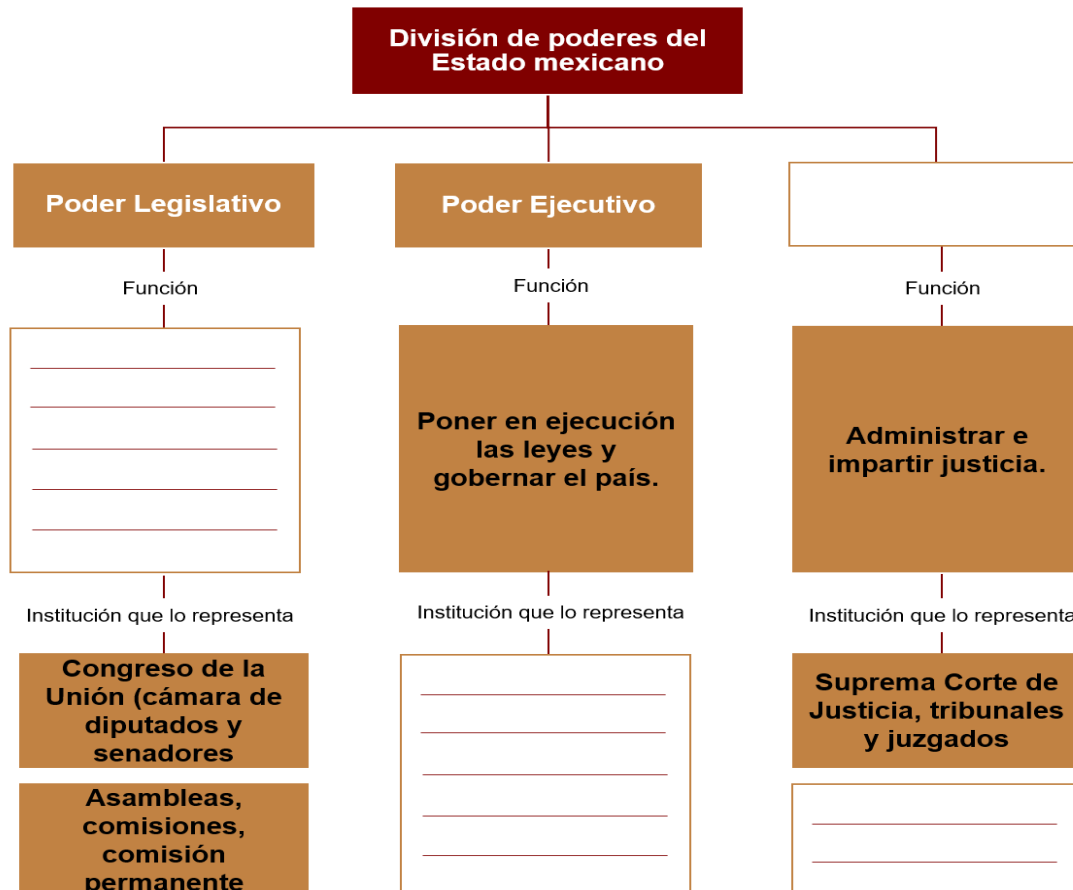 División de poderes del
Estado mexicano
Poder Legislativo
Poder Ejecutivo
Función
Función
Función
Poner en ejecución
las leyes y
gobernar el país.
Administrar e
impartir justicia.
Institución que lo representa
Institución que lo representa
Institución que lo representa
Congreso de la
Unión (cámara de
diputados y
senadores
Suprema Corte de
Justicia, tribunales
y juzgados
Asambleas,
comisiones,
comisión
permanente